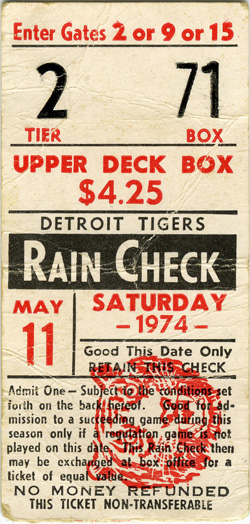 Enter Gates 2 or 9 or 15
2 71
TIER BOX
UPPER DECK BOX
$4.25
DETROIT TIGERS
RAIN CHECK
MAY SATURDAY
11 -1974-
Good This Date Only
RETAIN THIS CHECK
Admit One— Subject to the conditions set
forth on the back hereof. Good for ad-
mission to a succeeding game during this
season only if a regulation game is not
played on this date. This Rain Check then
may be exchanged at box office for a
ticket of equal value.
NO MONEY REFUNDED
THIS TICKET NON-TRANSFERABLE